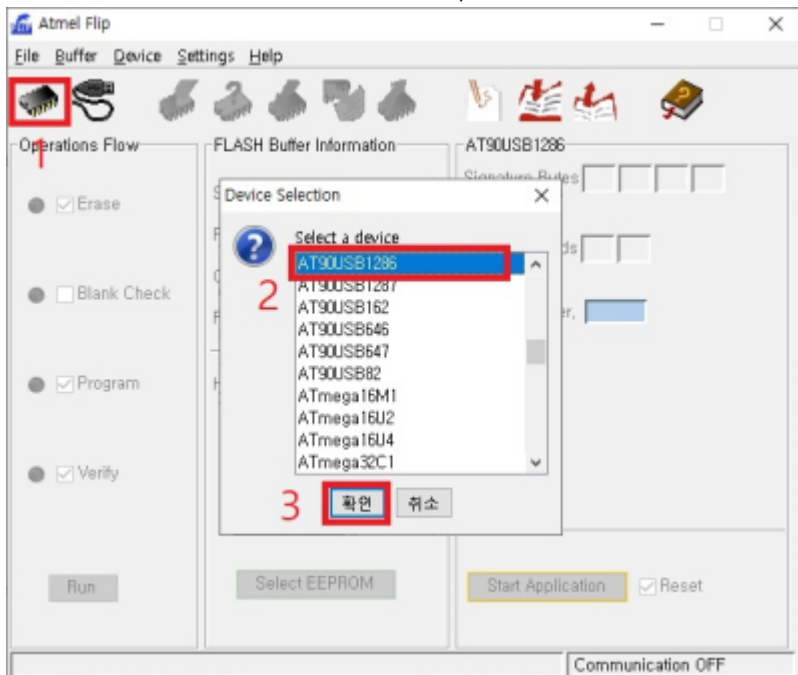 Atmel Flip
File Buffer Device Settings Help
1
Operations Flow
FLASH Buffer Information
AT90USB1286
Signature Bytes
Erase
Blank Check
Program
Verify
Run
Device Selection
Select a device
2
AT90USB1286
AT90USB1287
AT90USB162
AT90USB646
AT90USB647
AT90USB82
ATmega16M1
ATmega16U2
ATmega16U4
ATmega32C1
3
확인 취소
Select EEPROM
Start Application Reset
Communication OFF